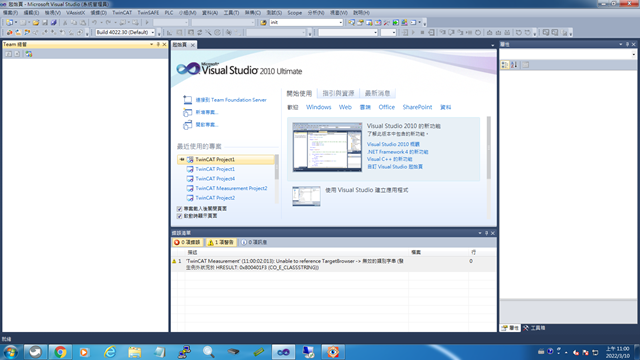 起始頁 - Microsoft Visual Studio (系統管理員)
檔案(F) 編輯(E) 檢視(V) VAssistX 偵錯(D) TwinCAT TwinSAFE PLC 小組(M) 資料(A) 工具(T) 架構(C) 測試(S) Scope 分析(N) 視窗(W) 說明(H)
init
Build 4022.30 (Default)
Team 總管
起始頁
屬性
Microsoft
Visual Studio 2010 Ultimate
連接到 Team Foundation Server
新增專案...
開啟專案...
最近使用的專案
TwinCAT Project1
TwinCAT Project1
TwinCAT Project4
TwinCAT Measurement Project2
TwinCAT Project2
專案載入後關閉頁面
啟動時顯示頁面
開始使用 指引與資源 最新消息
歡迎 Windows Web 雲端 Office SharePoint 資料
Visual Studio 2010 的新功能
了解此版本中包含的新功能。
Visual Studio 2010 概觀
.NET Framework 4 的新功能
Visual C++ 的新功能
自訂 Visual Studio 起始頁
使用 Visual Studio 建立應用程式
錯誤清單
0 項錯誤 1 項警告 0 項訊息
描述 檔案 行
1 'TwinCAT Measurement' (11:00:02.013): Unable to reference TargetBrowser -> 無效的類別字串 (發 0
生例外狀況於 HRESULT: 0x800401F3 (CO_E_CLASSSTRING))
屬性 工具箱
就緒
上午 11:00
2022/3/10